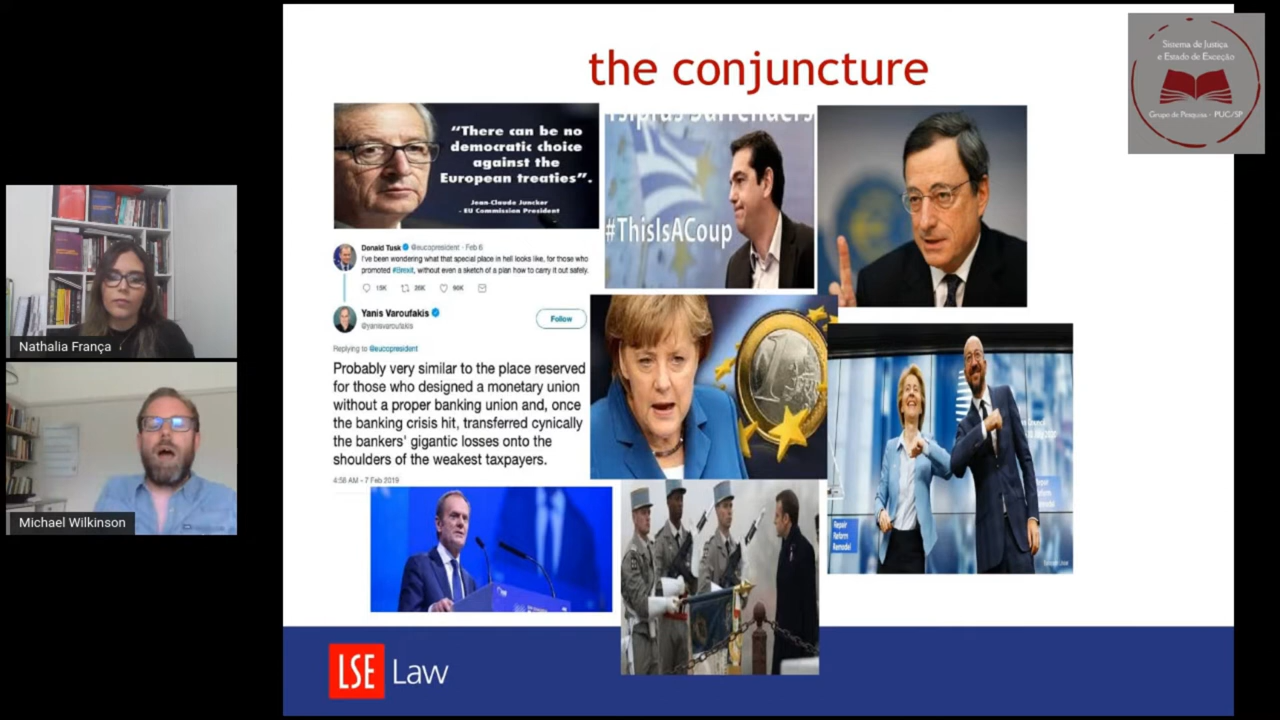 the conjuncture
Sistema de Justiça
e Estado de Exceção
Grupo de Pesquisa - PUC/SP
"There can be no
democratic choice
against the
European treaties".
Jean-Claude Juncker
- EU Commission President
Tsipras Surrenders
#ThisIsACoup
Donald Tusk @eucopresident · Feb 6
I've been wondering what that special place in hell looks like, for those who
promoted #Brexit, without even a sketch of a plan how to carry it out safely.
15K 26K 90K
Yanis Varoufakis
@yanisvaroufakis
Follow
Replying to @eucopresident
Probably very similar to the place reserved
for those who designed a monetary union
without a proper banking union and, once
the banking crisis hit, transferred cynically
the bankers' gigantic losses onto the
shoulders of the weakest taxpayers.
4:58 AM - 7 Feb 2019
1
Repair
Reform
Remodel
Nathalia França
Michael Wilkinson
LSE Law